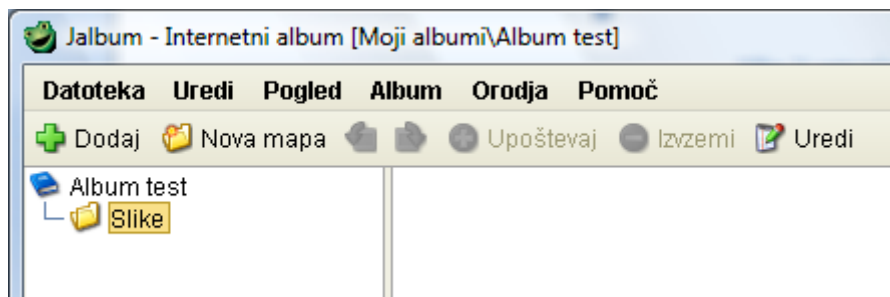 Jalbum - Internetni album [Moji albumi\Album test]
Datoteka Uredi Pogled Album Orodja Pomoč
Dodaj Nova mapa Upoštevaj Izvzemi Uredi
Album test
Slike